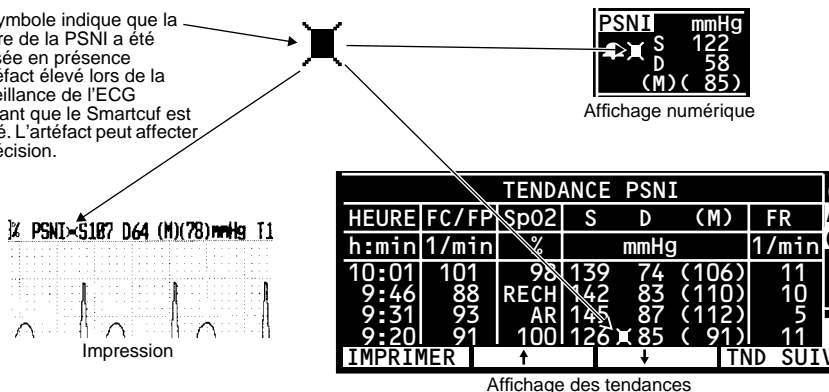 ymbole indique que la
re de la PSNI a été
sée en présence
éfact élevé lors de la
eillance de l'ECG
ant que le Smartcuf est
é. L'artéfact peut affecter
écision.
PSNI mmHg
S 122
D 58
(M)( 85)
Affichage numérique
% PSNI S107 D64 (M)(78)mmHg T1
Impression
TENDANCE PSNI
HEURE FC/FP SpO2 S D (M) FR
h:min 1/min % mmHg 1/min
10:01 101 98 139 74 (106) 11
9:46 88 RECH 142 83 (110) 10
9:31 93 AR 87 (112) 5
9:20 91 100 126 85 ( 91) 11
IMPRIMER ↑ ↓ TND SUIV
Affichage des tendances